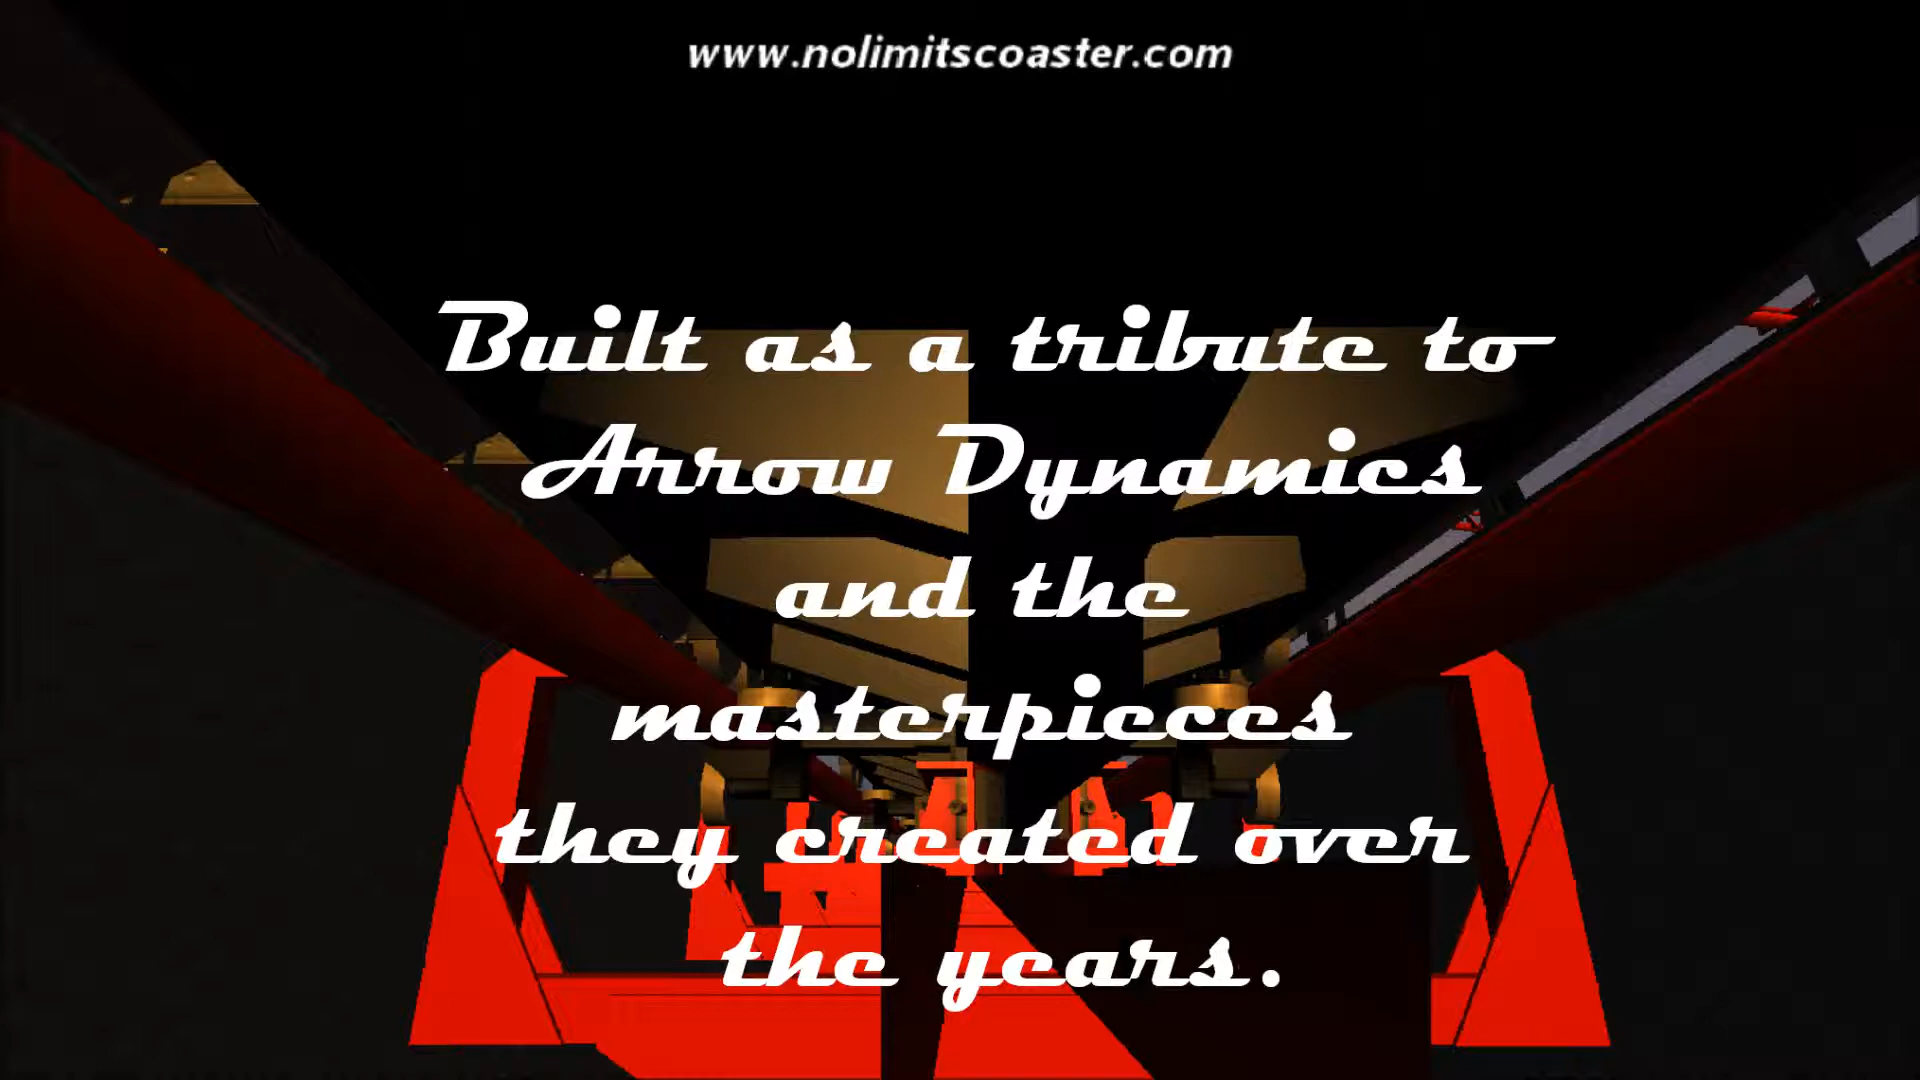 www.nolimitscoaster.com
Built as a tribute to
Arrow Dynamics
and the
masterpieces
they created over
the years.